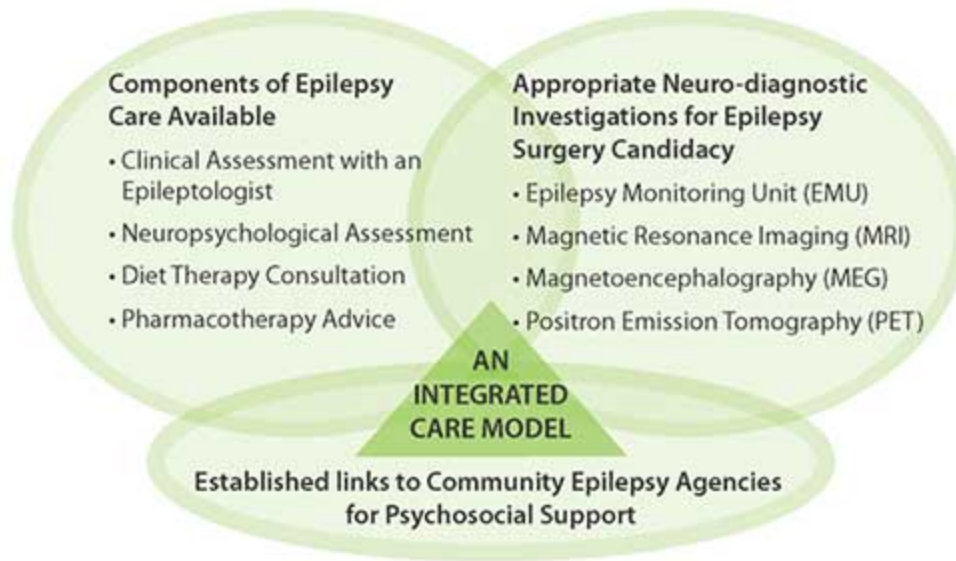 Components of Epilepsy
Care Available
• Clinical Assessment with an
Epileptologist
• Neuropsychological Assessment
• Diet Therapy Consultation
• Pharmacotherapy Advice
Appropriate Neuro-diagnostic
Investigations for Epilepsy
Surgery Candidacy
• Epilepsy Monitoring Unit (EMU)
• Magnetic Resonance Imaging (MRI)
• Magnetoencephalography (MEG)
• Positron Emission Tomography (PET)
AN
INTEGRATED
CARE MODEL
Established links to Community Epilepsy Agencies
for Psychosocial Support